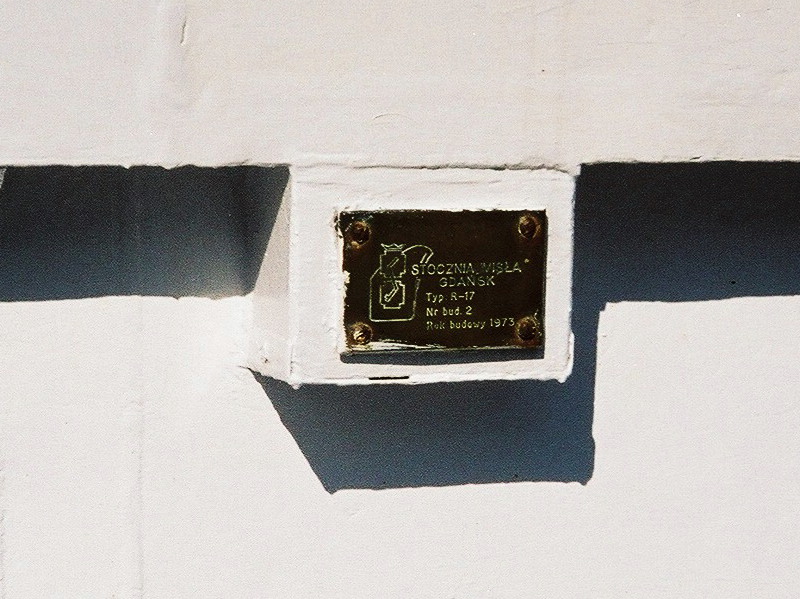 STOCZNIA „WISŁA”
GDAŃSK
Typ: R-17
Nr bud. 2
Rok budowy 1973